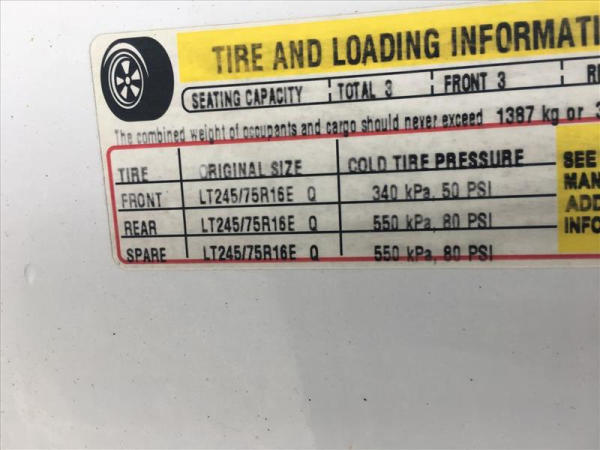 TIRE AND LOADING INFORMATI
SEATING CAPACITY TOTAL 3 FRONT 3
The combined weight of occupants and cargo should never exceed 1387 kg or
TIRE ORIGINAL SIZE COLD TIRE PRESSURE
FRONT LT245/75R16E Q 340 kPa, 50 PSI
REAR LT245/75R16E Q 550 kPa, 80 PSI
SPARE LT245/75R16E Q 550 kPa, 80 PSI
SEE
MAN
ADD
INFO